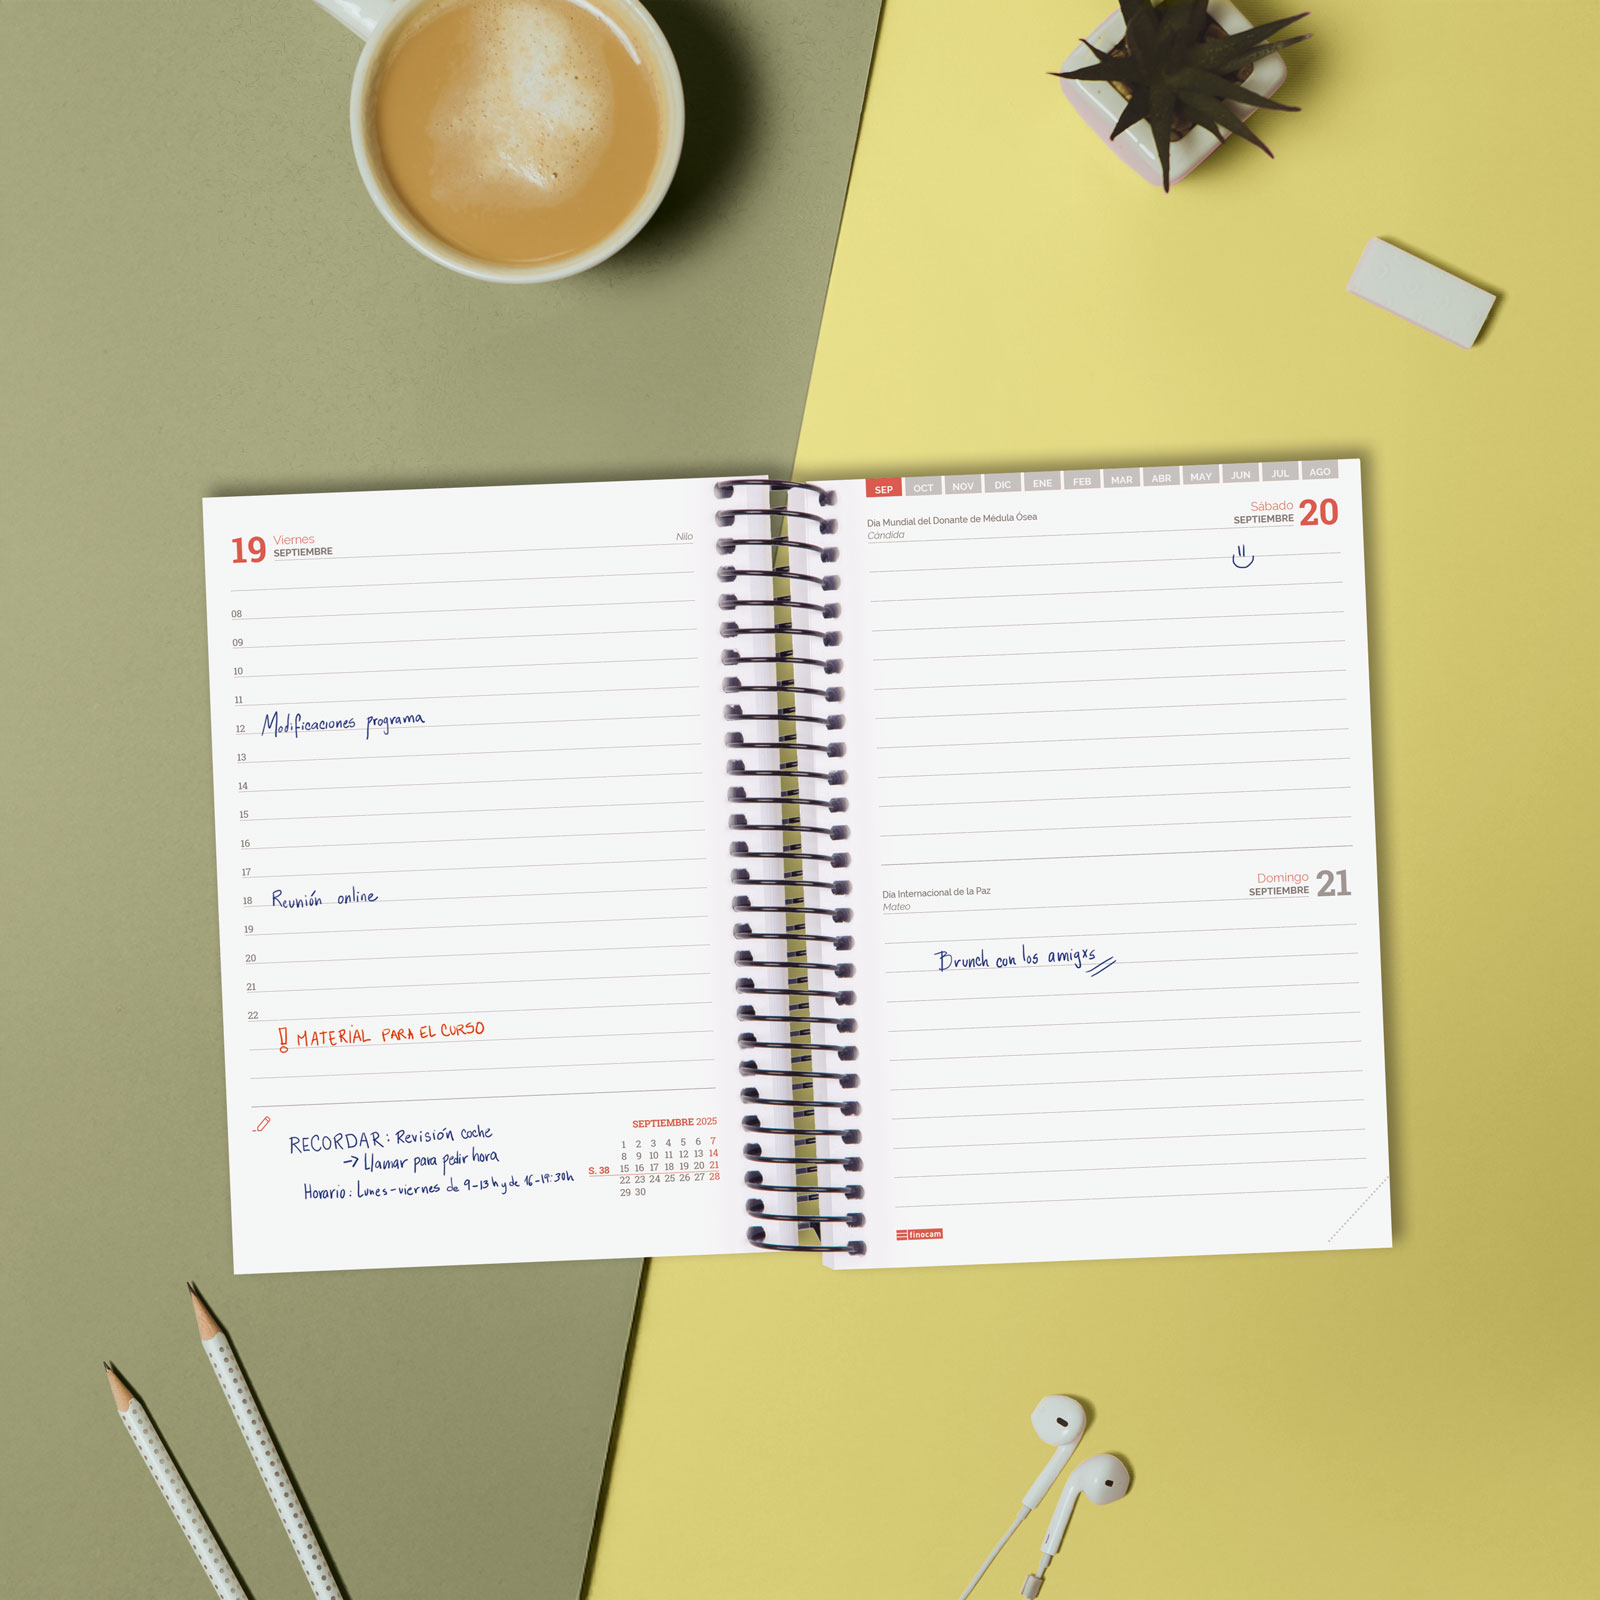 19 Viernes
SEPTIEMBRE
Nilo
08
09
10
11
12 Modificaciones programa
13
14
15
16
17
18 Reunión online
19
20
21
22
! MATERIAL PARA EL CURSO
RECORDAR: Revisión coche
→ Llamar para pedir hora
Horario: Lunes-viernes de 9-13h y de 16-19:30h
SEPTIEMBRE 2025
1 2 3 4 5 6 7
8 9 10 11 12 13 14
S. 38 15 16 17 18 19 20 21
22 23 24 25 26 27 28
29 30
SEP OCT NOV DIC ENE FEB MAR ABR MAY JUN JUL AGO
Día Mundial del Donante de Médula Ósea
Cándida
Sábado 20
SEPTIEMBRE
Día Internacional de la Paz
Mateo
Domingo 21
SEPTIEMBRE
Brunch con los amigxs
finocam